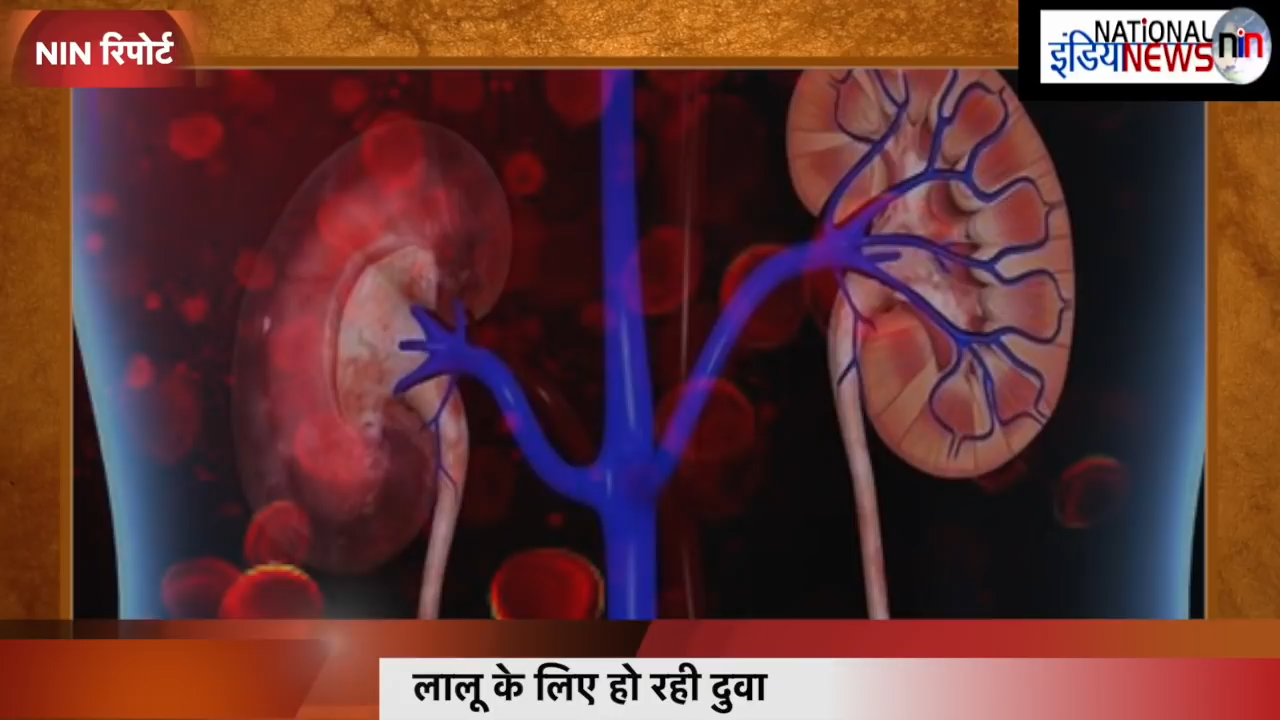 NIN रिपोर्ट
NATIONAL
इंडिया NEWS nin
लालू के लिए हो रही दुवा